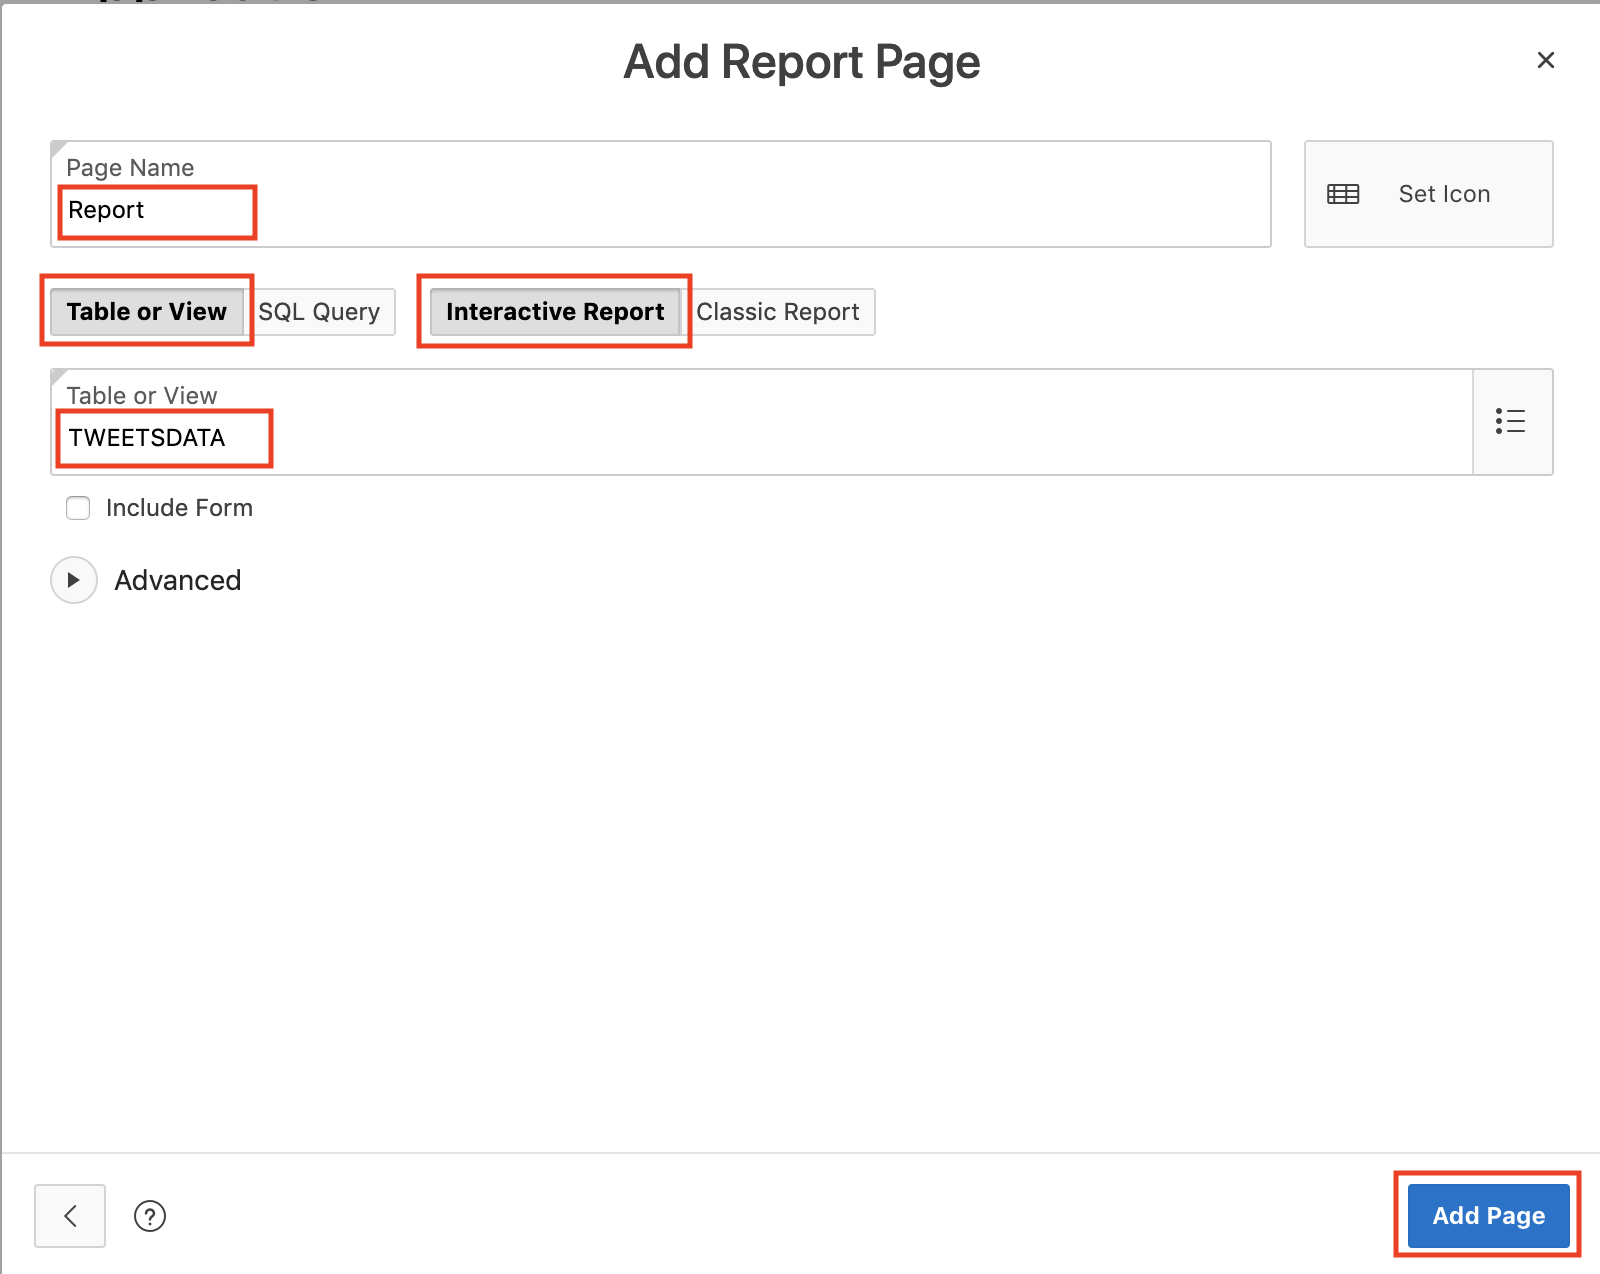 Add Report Page
Page Name
Report
Set Icon
Table or View SQL Query Interactive Report Classic Report
Table or View
TWEETSDATA
Include Form
Advanced
Add Page